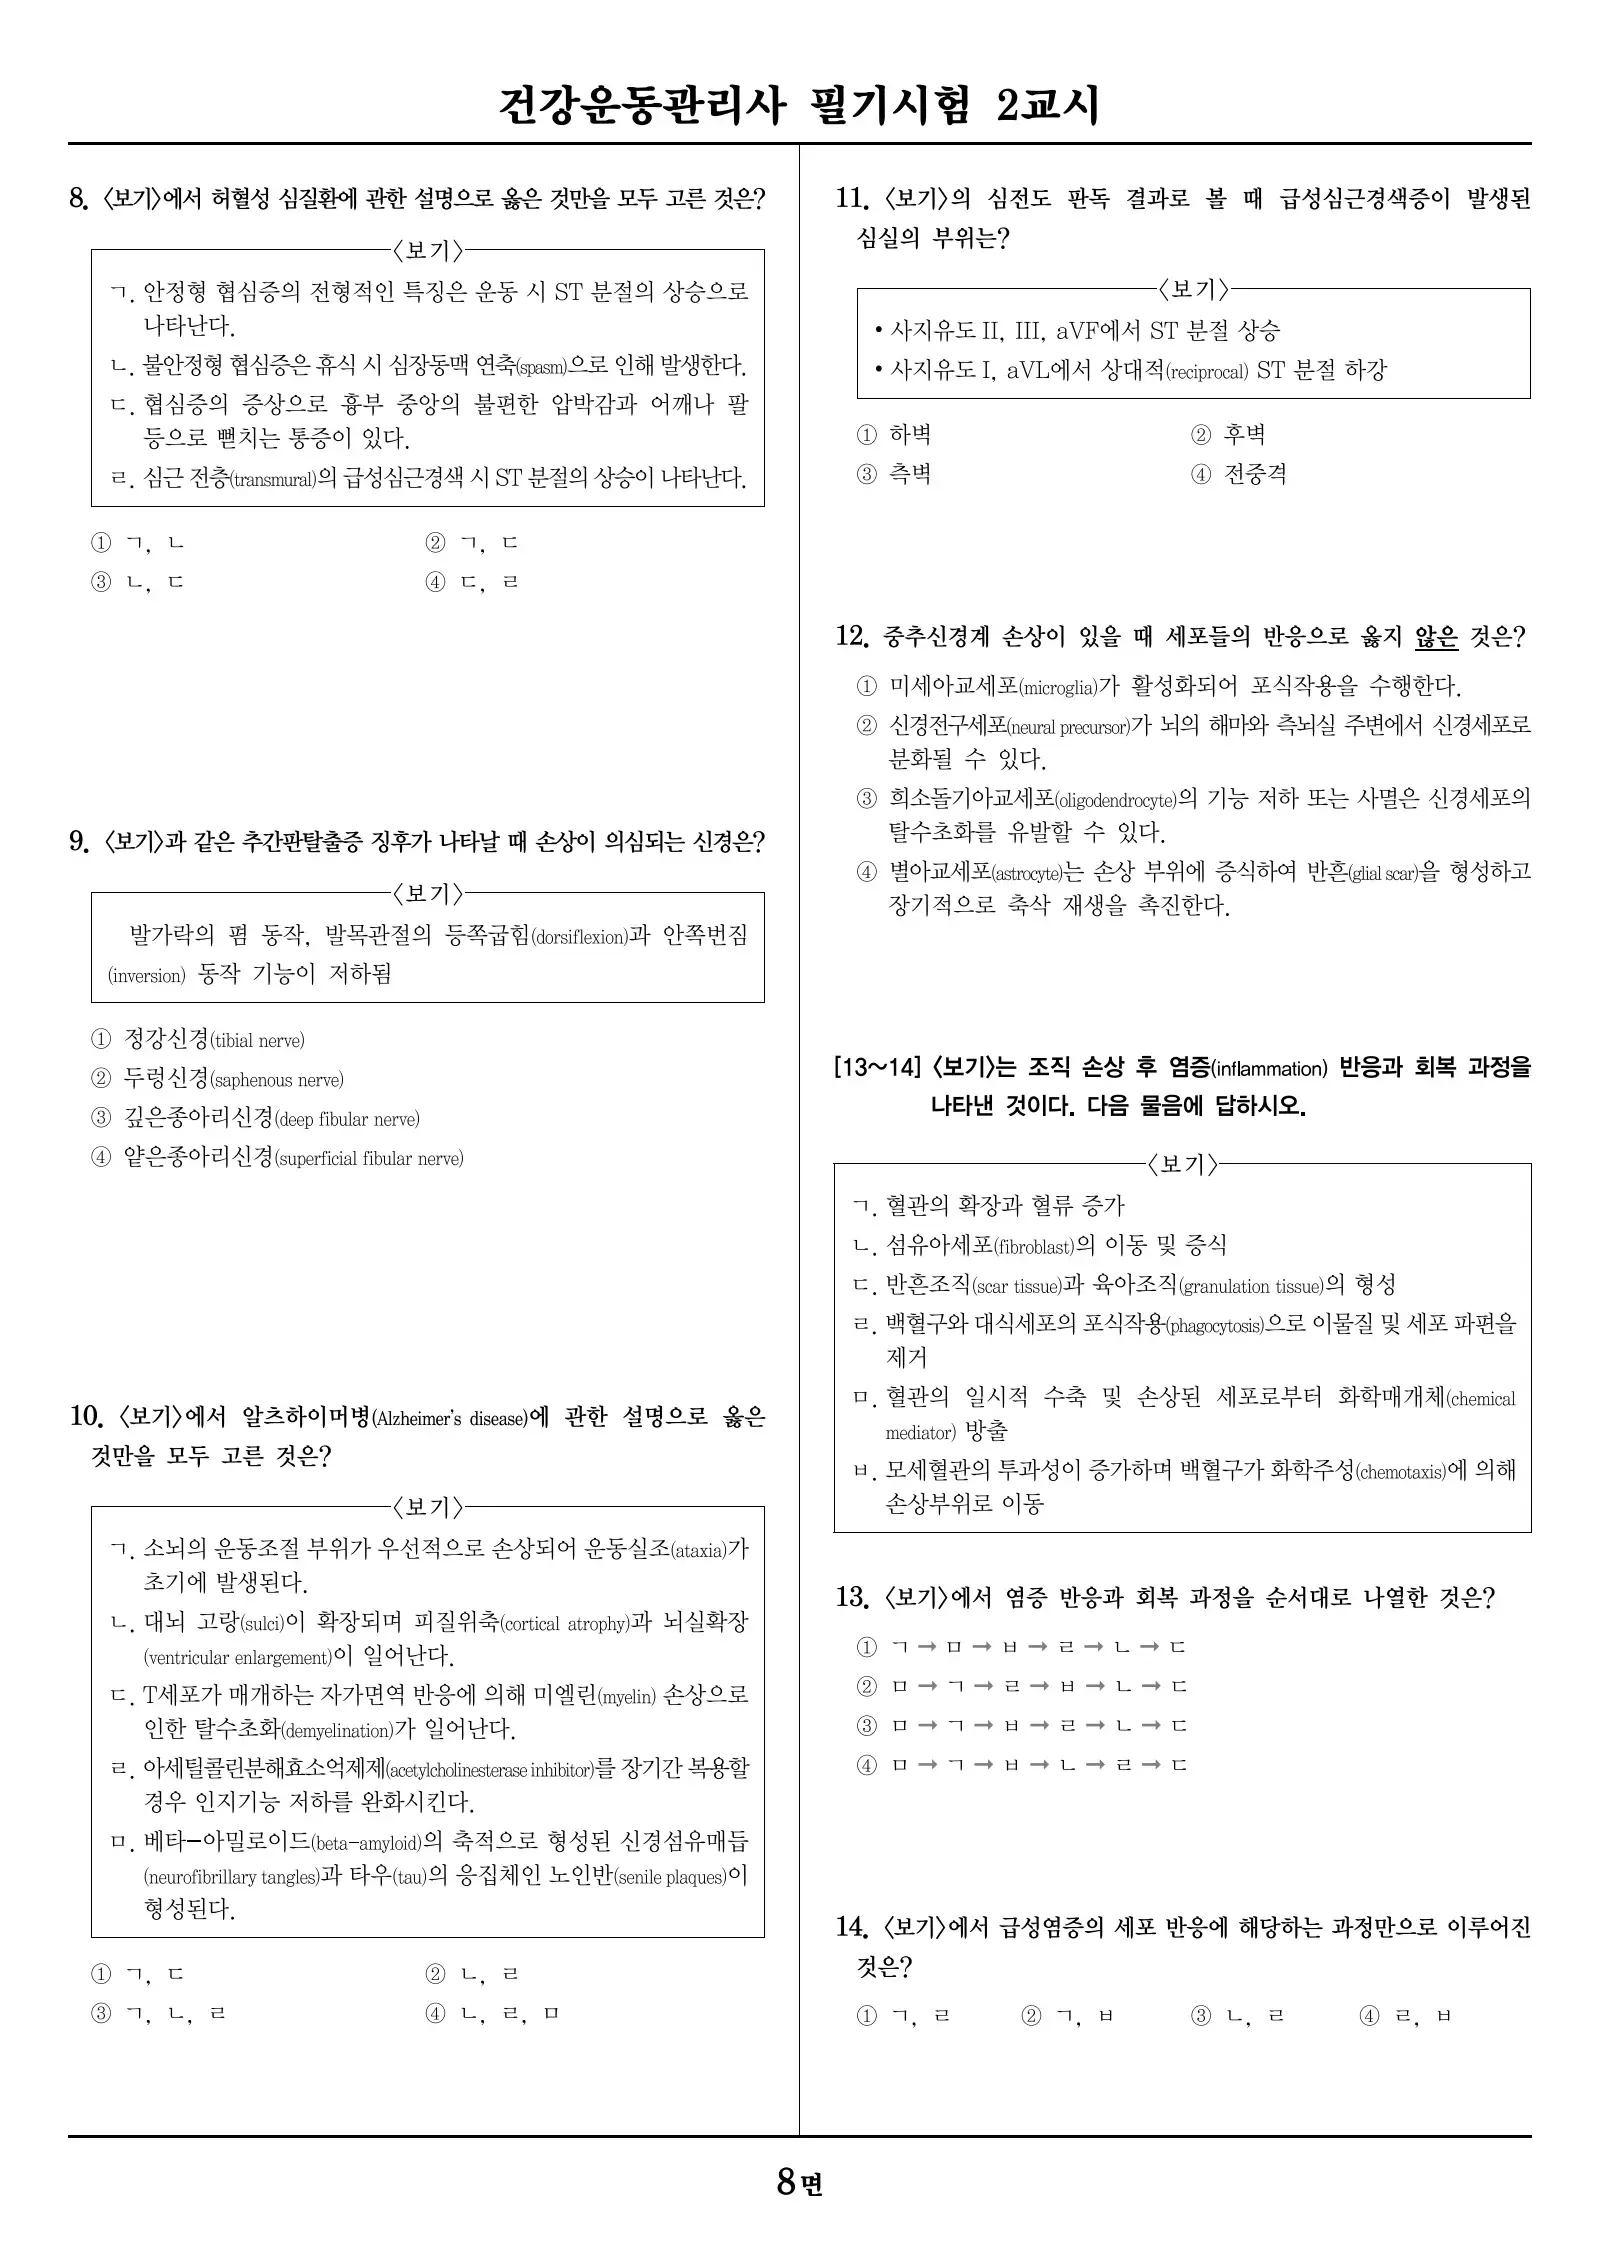 건강운동관리사 필기시험 2교시
8. 〈보기〉에서 허혈성 심질환에 관한 설명으로 옳은 것만을 모두 고른 것은?
〈보기〉
ㄱ. 안정형 협심증의 전형적인 특징은 운동 시 ST 분절의 상승으로
나타난다.
ㄴ. 불안정형 협심증은 휴식 시 심장동맥 연축(spasm)으로 인해 발생한다.
ㄷ. 협심증의 증상으로 흉부 중앙의 불편한 압박감과 어깨나 팔
등으로 뻗치는 통증이 있다.
ㄹ. 심근 전층(transmural)의 급성심근경색 시 ST 분절의 상승이 나타난다.
① ㄱ, ㄴ ② ㄱ, ㄷ
③ ㄴ, ㄷ ④ ㄷ, ㄹ
9. 〈보기〉과 같은 추간판탈출증 징후가 나타날 때 손상이 의심되는 신경은?
〈보기〉
발가락의 폄 동작, 발목관절의 등쪽굽힘(dorsiflexion)과 안쪽번짐
(inversion) 동작 기능이 저하됨
① 정강신경(tibial nerve)
② 두렁신경(saphenous nerve)
③ 깊은종아리신경(deep fibular nerve)
④ 얕은종아리신경(superficial fibular nerve)
10. 〈보기〉에서 알츠하이머병(Alzheimer's disease)에 관한 설명으로 옳은
것만을 모두 고른 것은?
〈보기〉
ㄱ. 소뇌의 운동조절 부위가 우선적으로 손상되어 운동실조(ataxia)가
초기에 발생된다.
ㄴ. 대뇌 고랑(sulci)이 확장되며 피질위축(cortical atrophy)과 뇌실확장
(ventricular enlargement)이 일어난다.
ㄷ. T세포가 매개하는 자가면역 반응에 의해 미엘린(myelin) 손상으로
인한 탈수초화(demyelination)가 일어난다.
ㄹ. 아세틸콜린분해효소억제제(acetylcholinesterase inhibitor)를 장기간 복용할
경우 인지기능 저하를 완화시킨다.
ㅁ. 베타-아밀로이드(beta-amyloid)의 축적으로 형성된 신경섬유매듭
(neurofibrillary tangles)과 타우(tau)의 응집체인 노인반(senile plaques)이
형성된다.
① ㄱ, ㄷ ② ㄴ, ㄹ
③ ㄱ, ㄴ, ㄹ ④ ㄴ, ㄹ, ㅁ
11. 〈보기〉의 심전도 판독 결과로 볼 때 급성심근경색증이 발생된
심실의 부위는?
〈보기〉
• 사지유도 II, III, aVF에서 ST 분절 상승
• 사지유도 I, aVL에서 상대적(reciprocal) ST 분절 하강
① 하벽 ② 후벽
③ 측벽 ④ 전중격
12. 중추신경계 손상이 있을 때 세포들의 반응으로 옳지 않은 것은?
① 미세아교세포(microglia)가 활성화되어 포식작용을 수행한다.
② 신경전구세포(neural precursor)가 뇌의 해마와 측뇌실 주변에서 신경세포로
분화될 수 있다.
③ 희소돌기아교세포(oligodendrocyte)의 기능 저하 또는 사멸은 신경세포의
탈수초화를 유발할 수 있다.
④ 별아교세포(astrocyte)는 손상 부위에 증식하여 반흔(glial scar)을 형성하고
장기적으로 축삭 재생을 촉진한다.
[13~14] 〈보기〉는 조직 손상 후 염증(inflammation) 반응과 회복 과정을
나타낸 것이다. 다음 물음에 답하시오.
〈보기〉
ㄱ. 혈관의 확장과 혈류 증가
ㄴ. 섬유아세포(fibroblast)의 이동 및 증식
ㄷ. 반흔조직(scar tissue)과 육아조직(granulation tissue)의 형성
ㄹ. 백혈구와 대식세포의 포식작용(phagocytosis)으로 이물질 및 세포 파편을
제거
ㅁ. 혈관의 일시적 수축 및 손상된 세포로부터 화학매개체(chemical
mediator) 방출
ㅂ. 모세혈관의 투과성이 증가하며 백혈구가 화학주성(chemotaxis)에 의해
손상부위로 이동
13. 〈보기〉에서 염증 반응과 회복 과정을 순서대로 나열한 것은?
① ㄱ → ㅁ → ㅂ → ㄹ → ㄴ → ㄷ
② ㅁ → ㄱ → ㄹ → ㅂ → ㄴ → ㄷ
③ ㅁ → ㄱ → ㅂ → ㄹ → ㄴ → ㄷ
④ ㅁ → ㄱ → ㅂ → ㄴ → ㄹ → ㄷ
14. 〈보기〉에서 급성염증의 세포 반응에 해당하는 과정만으로 이루어진
것은?
① ㄱ, ㄹ ② ㄱ, ㅂ ③ ㄴ, ㄹ ④ ㄹ, ㅂ
8면